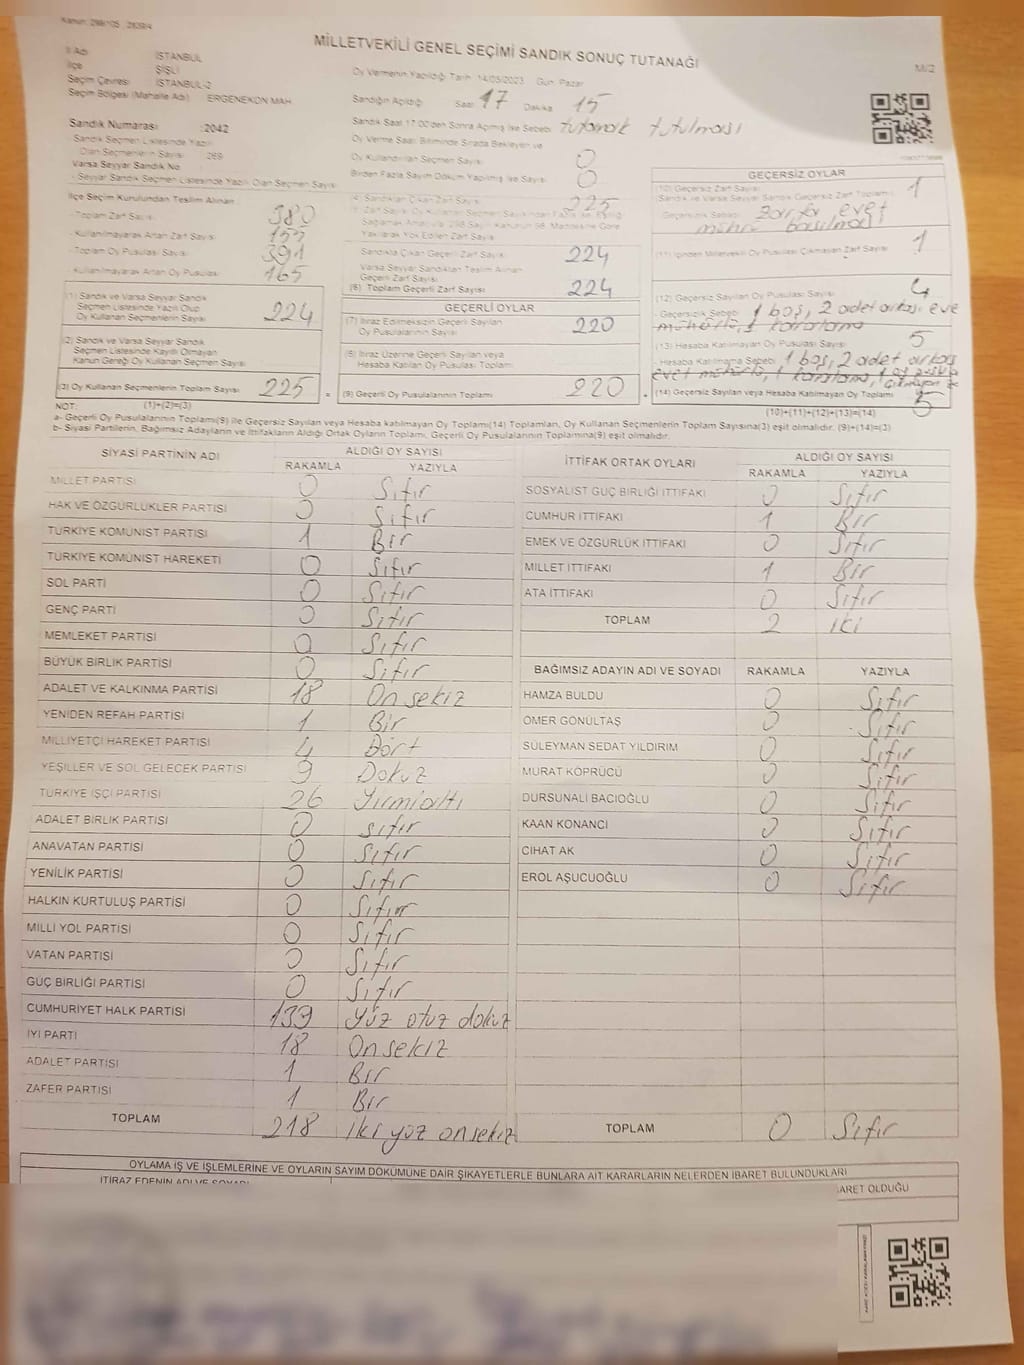 Kanun: 298/105 , 2839/4
MİLLETVEKİLİ GENEL SEÇİMİ SANDIK SONUÇ TUTANAĞI
M/2
İl Adı : İSTANBUL
İlçe : ŞİŞLİ
Seçim Çevresi : İSTANBUL-2
Seçim Bölgesi (Mahalle Adı) : ERGENEKON MAH
Sandık Numarası :2042
Sandık Seçmen Listesinde Yazılı
Olan Seçmenlerin Sayısı : 269
Varsa Seyyar Sandık No
Seyyar Sandık Seçmen Listesinde Yazılı Olan Seçmen Sayısı
Oy Vermenin Yapıldığı Tarih: 14/05/2023 Gün: Pazar
Sandığın Açıldığı Saat 17 Dakika 15
Sandık Saat 17:00'den Sonra Açılmış İse Sebebi tutanak tutulması
Oy Verme Saati Bitiminde Sırada Bekleyen ve
Oy Kullandırılan Seçmen Sayısı 0
Birden Fazla Sayım Döküm Yapılmış İse Sayısı 0
İlçe Seçim Kurulundan Teslim Alınan
- Toplam Zarf Sayısı 380
- Kullanılmayarak Artan Zarf Sayısı 155
- Toplam Oy Pusulası Sayısı 391
- Kullanılmayarak Artan Oy Pusulası 165
(1) Sandık ve Varsa Seyyar Sandık
Seçmen Listesinde Yazılı Olup
Oy Kullanan Seçmenlerin Sayısı 224
(2) Sandık ve Varsa Seyyar Sandık
Seçmen Listesinde Kayıtlı Olmayan
Kanun Gereği Oy Kullanan Seçmen Sayısı
(3) Oy Kullanan Seçmenlerin Toplam Sayısı 225
(4) Sandıktan Çıkan Zarf Sayısı 225
Yakılarak Yok Edilen Zarf Sayısı
Sandıkta Çıkan Geçerli Zarf Sayısı 224
Varsa Seyyar Sandıktan Teslim Alınan
Geçerli Zarf Sayısı
(6) Toplam Geçerli Zarf Sayısı 224
GEÇERLİ OYLAR
(7) İtiraz Edilmeksizin Geçerli Sayılan
Oy Pusulalarının Sayısı 220
(8) İtiraz Üzerine Geçerli Sayılan veya
Hesaba Katılan Oy Pusulası Toplamı
(9) Geçerli Oy Pusulalarının Toplamı 220
GEÇERSİZ OYLAR
(10) Geçersiz Zarf Sayısı
(Sandık ve Varsa Seyyar Sandık Geçersiz Zarf Toplamı) 1
- Geçersizlik Sebebi Zarfa evet
mührü basılması
(11) İçinden Milletvekili Oy Pusulası Çıkmayan Zarf Sayısı 1
(12) Geçersiz Sayılan Oy Pusulası Sayısı 4
- Geçersizlik Sebebi 1 boş, 2 adet arkası eve
mühürlü, 1 karalama
(13) Hesaba Katılmayan Oy Pusulası Sayısı 5
- Hesaba Katılmama Sebebi 1 boş, 2 adet arkası
evet mühürlü, 1 karalama, 1 oy pusula
(14) Geçersiz Sayılan veya Hesaba Katılmayan Oy Toplamı 5
NOT: (1)+(2)=(3)
(10)+(11)+(12)+(13)=(14)
a- Geçerli Oy Pusulalarının Toplamı(9) ile Geçersiz Sayılan veya Hesaba katılmayan Oy Toplamı(14) Toplamları, Oy Kullanan Seçmenlerin Toplam Sayısına(3) eşit olmalıdır. (9)+(14)=(3)
b- Siyasi Partilerin, Bağımsız Adayların ve İttifakların Aldığı Ortak Oyların Toplamı, Geçerli Oy Pusulalarının Toplamına(9) eşit olmalıdır.
SİYASİ PARTİNİN ADI ALDIĞI OY SAYISI
RAKAMLA YAZIYLA
MİLLET PARTİSİ 0 Sıfır
HAK VE ÖZGÜRLÜKLER PARTİSİ 0 Sıfır
TÜRKİYE KOMÜNİST PARTİSİ 1 Bir
TÜRKİYE KOMÜNİST HAREKETİ 0 Sıfır
SOL PARTİ 0 Sıfır
GENÇ PARTİ 0 Sıfır
MEMLEKET PARTİSİ 0 Sıfır
BÜYÜK BİRLİK PARTİSİ 0 Sıfır
ADALET VE KALKINMA PARTİSİ 18 On sekiz
YENİDEN REFAH PARTİSİ 1 Bir
MİLLİYETÇİ HAREKET PARTİSİ 4 Dört
YEŞİLLER VE SOL GELECEK PARTİSİ 9 Dokuz
TÜRKİYE İŞÇİ PARTİSİ 26 Yirmialtı
ADALET BİRLİK PARTİSİ 0 sıfır
ANAVATAN PARTİSİ 0 Sıfır
YENİLİK PARTİSİ 0 Sıfır
HALKIN KURTULUŞ PARTİSİ 0 Sıfır
MİLLİ YOL PARTİSİ 0 Sıfır
VATAN PARTİSİ 0 Sıfır
GÜÇ BİRLİĞİ PARTİSİ 0 Sıfır
CUMHURİYET HALK PARTİSİ 139 Yüz otuz dokuz
İYİ PARTİ 18 On sekiz
ADALET PARTİSİ 1 Bir
ZAFER PARTİSİ 1 Bir
TOPLAM 218 İki yüz onsekiz
İTTİFAK ORTAK OYLARI ALDIĞI OY SAYISI
RAKAMLA YAZIYLA
SOSYALİST GÜÇ BİRLİĞİ İTTİFAKI 0 Sıfır
CUMHUR İTTİFAKI 1 Bir
EMEK VE ÖZGÜRLÜK İTTİFAKI 0 Sıfır
MİLLET İTTİFAKI 1 Bir
ATA İTTİFAKI 0 Sıfır
TOPLAM 2 İki
BAĞIMSIZ ADAYIN ADI VE SOYADI RAKAMLA YAZIYLA
HAMZA BULDU 0 Sıfır
ÖMER GÖNÜLTAŞ 0 Sıfır
SÜLEYMAN SEDAT YILDIRIM 0 Sıfır
MURAT KÖPRÜCÜ 0 Sıfır
DURSUNALİ BACIOĞLU 0 Sıfır
KAAN KONANCI 0 Sıfır
CİHAT AK 0 Sıfır
EROL AŞUCUOĞLU 0 Sıfır
TOPLAM 0 Sıfır
OYLAMA İŞ VE İŞLEMLERİNE VE OYLARIN SAYIM DÖKÜMÜNE DAİR ŞİKAYETLERLE BUNLARA AİT KARARLARIN NELERDEN İBARET BULUNDUKLARI
İTİRAZ EDENİN ADI VE SOYADI
BARET OLDUĞU